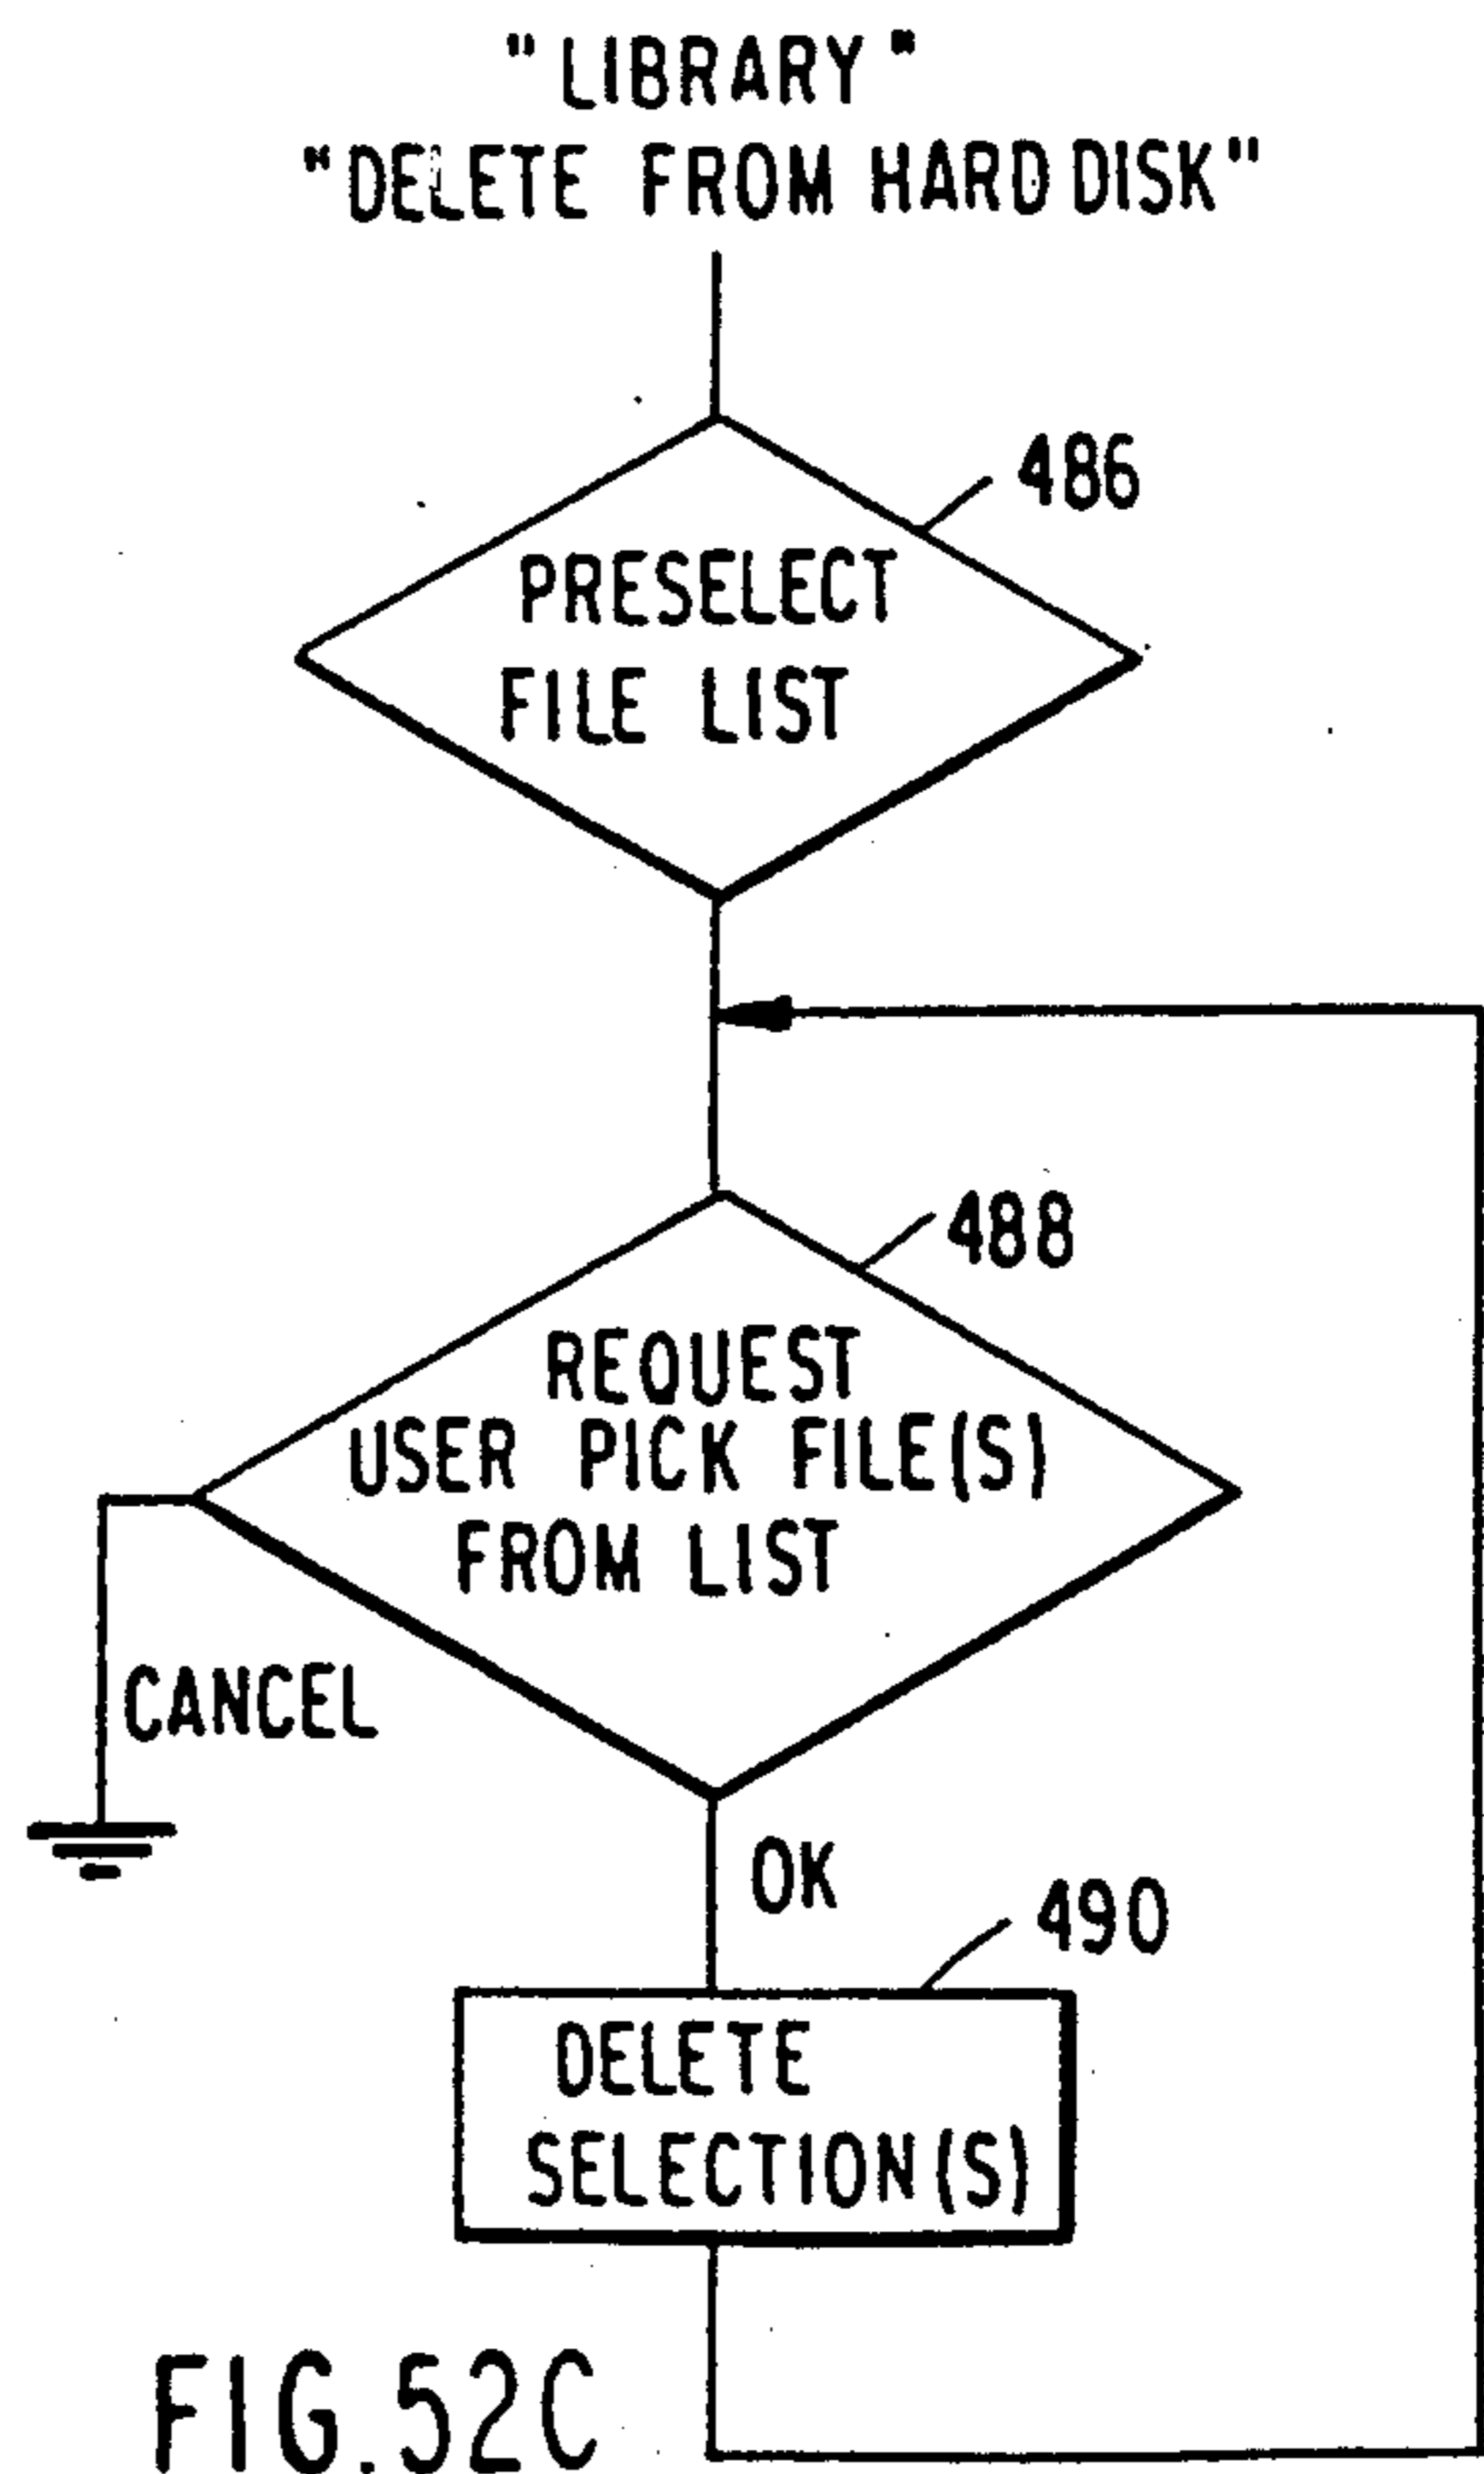 "LIBRARY"
"DELETE FROM HARD DISK"
486
PRESELECT
FILE LIST
488
REQUEST
USER PICK FILE(S)
FROM LIST
CANCEL
OK
490
DELETE
SELECTION(S)
FIG.52C